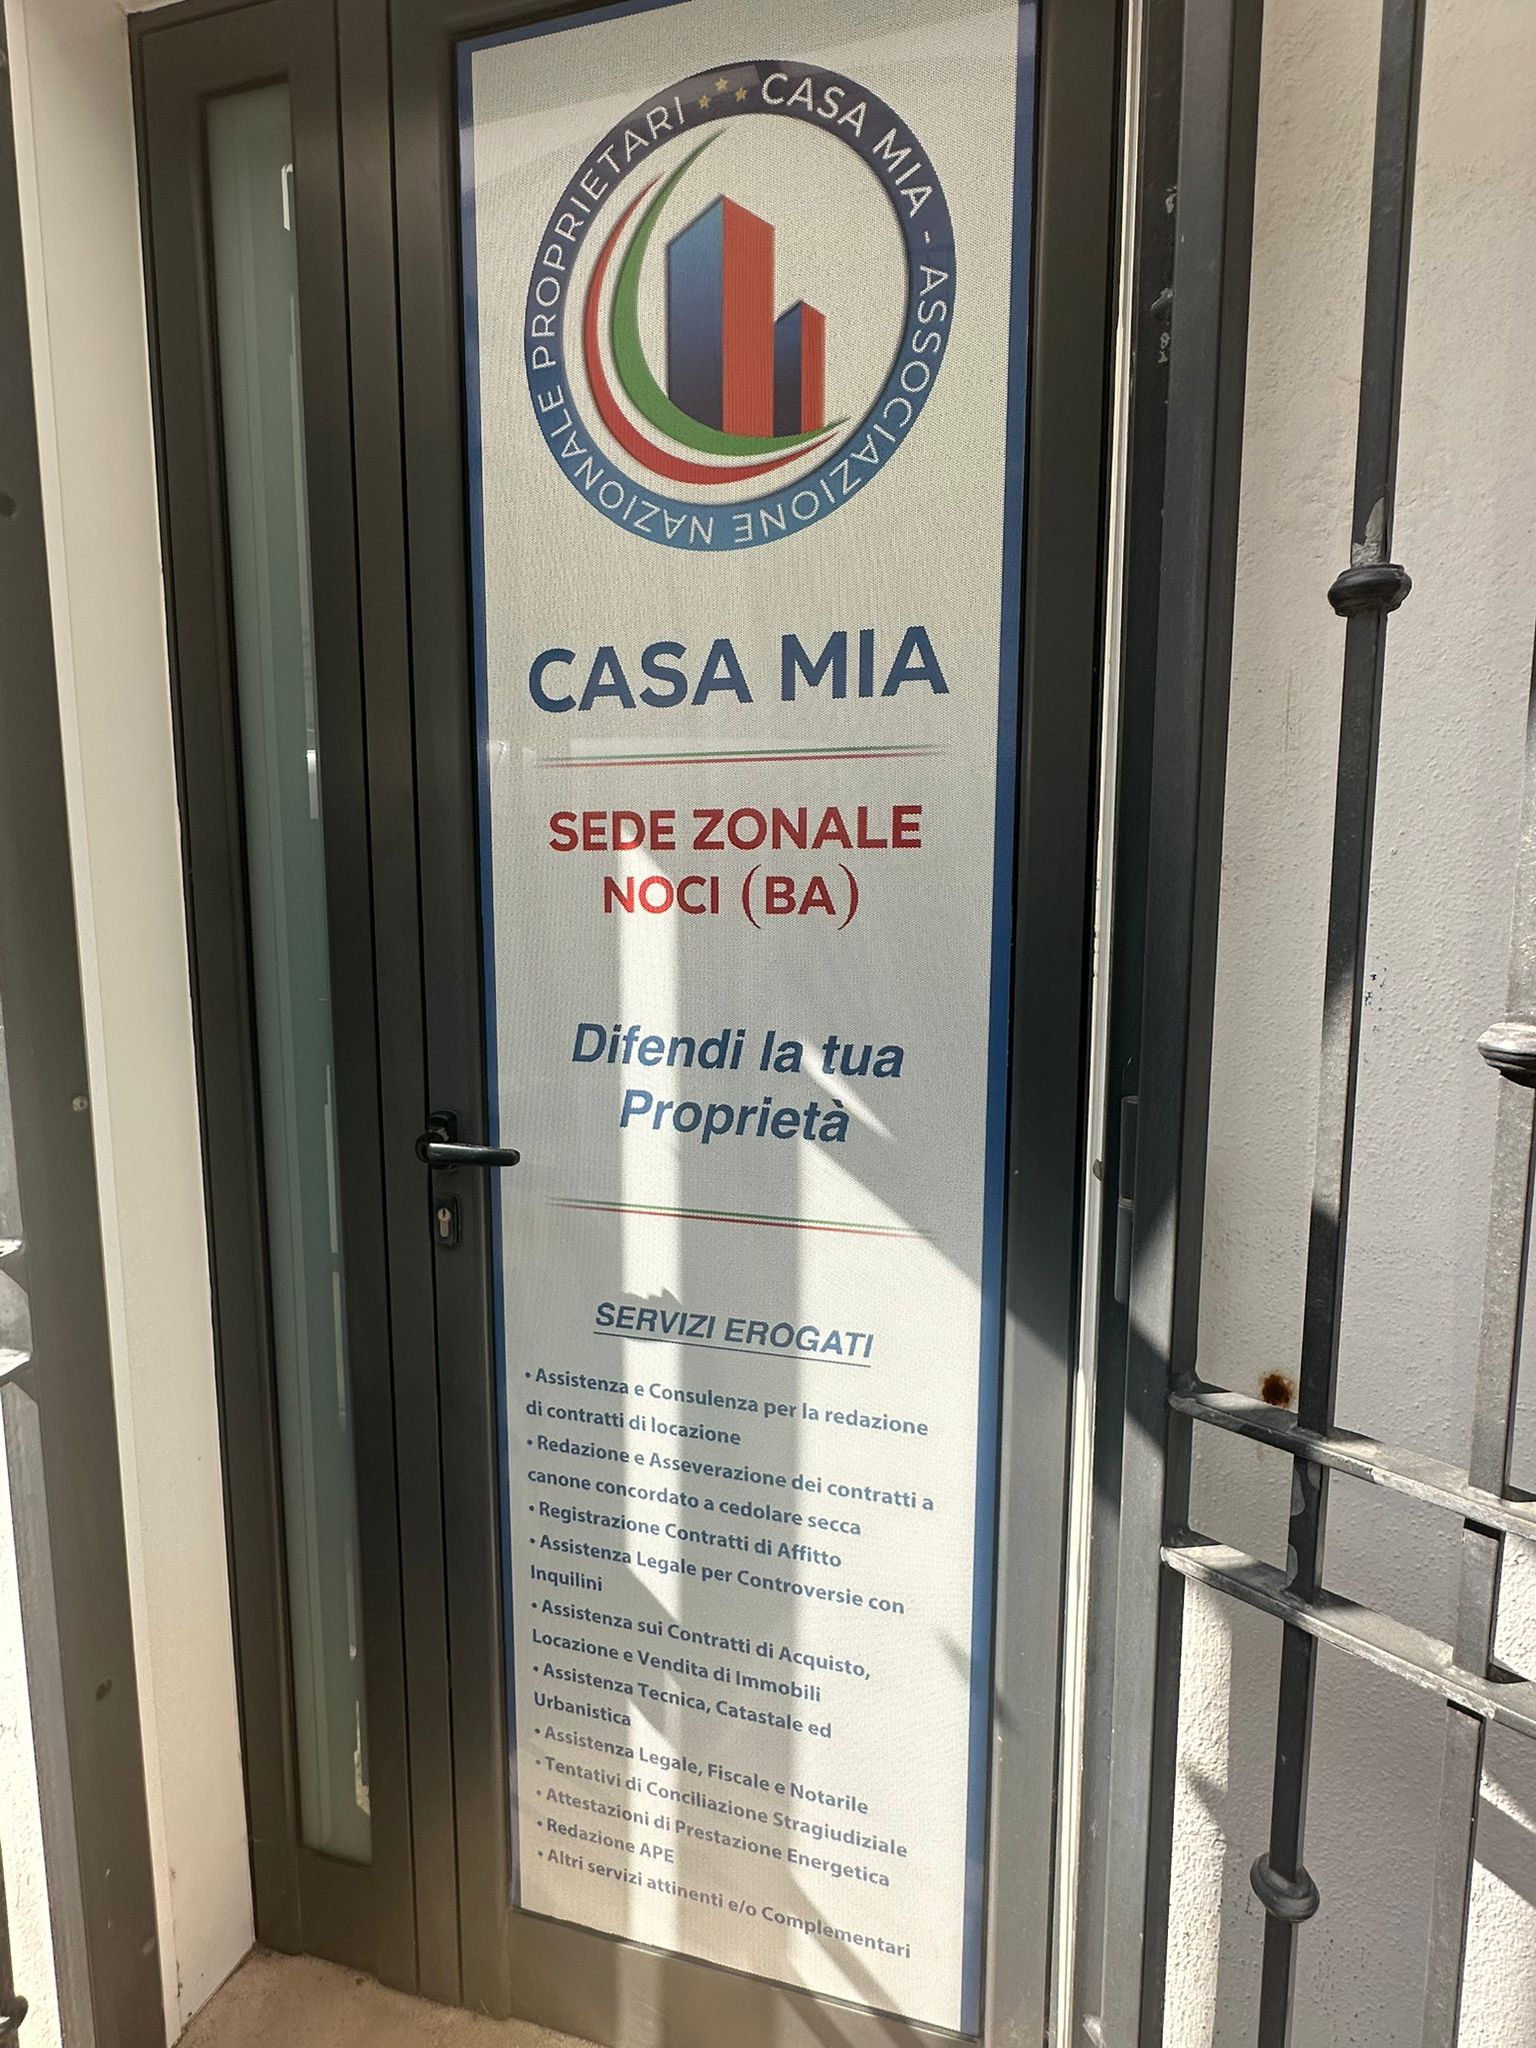 CASA MIA - ASSOCIAZIONE NAZIONALE PROPRIETARI
CASA MIA
SEDE ZONALE
NOCI (BA)
Difendi la tua
Proprietà
SERVIZI EROGATI
• Assistenza e Consulenza per la redazione
di contratti di locazione
• Redazione e Asseverazione dei contratti a
canone concordato a cedolare secca
• Registrazione Contratti di Affitto
• Assistenza Legale per Controversie con
Inquilini
• Assistenza sui Contratti di Acquisto,
Locazione e Vendita di Immobili
• Assistenza Tecnica, Catastale ed
Urbanistica
• Assistenza Legale, Fiscale e Notarile
• Tentativi di Conciliazione Stragiudiziale
• Attestazioni di Prestazione Energetica
• Redazione APE
• Altri servizi attinenti e/o Complementari